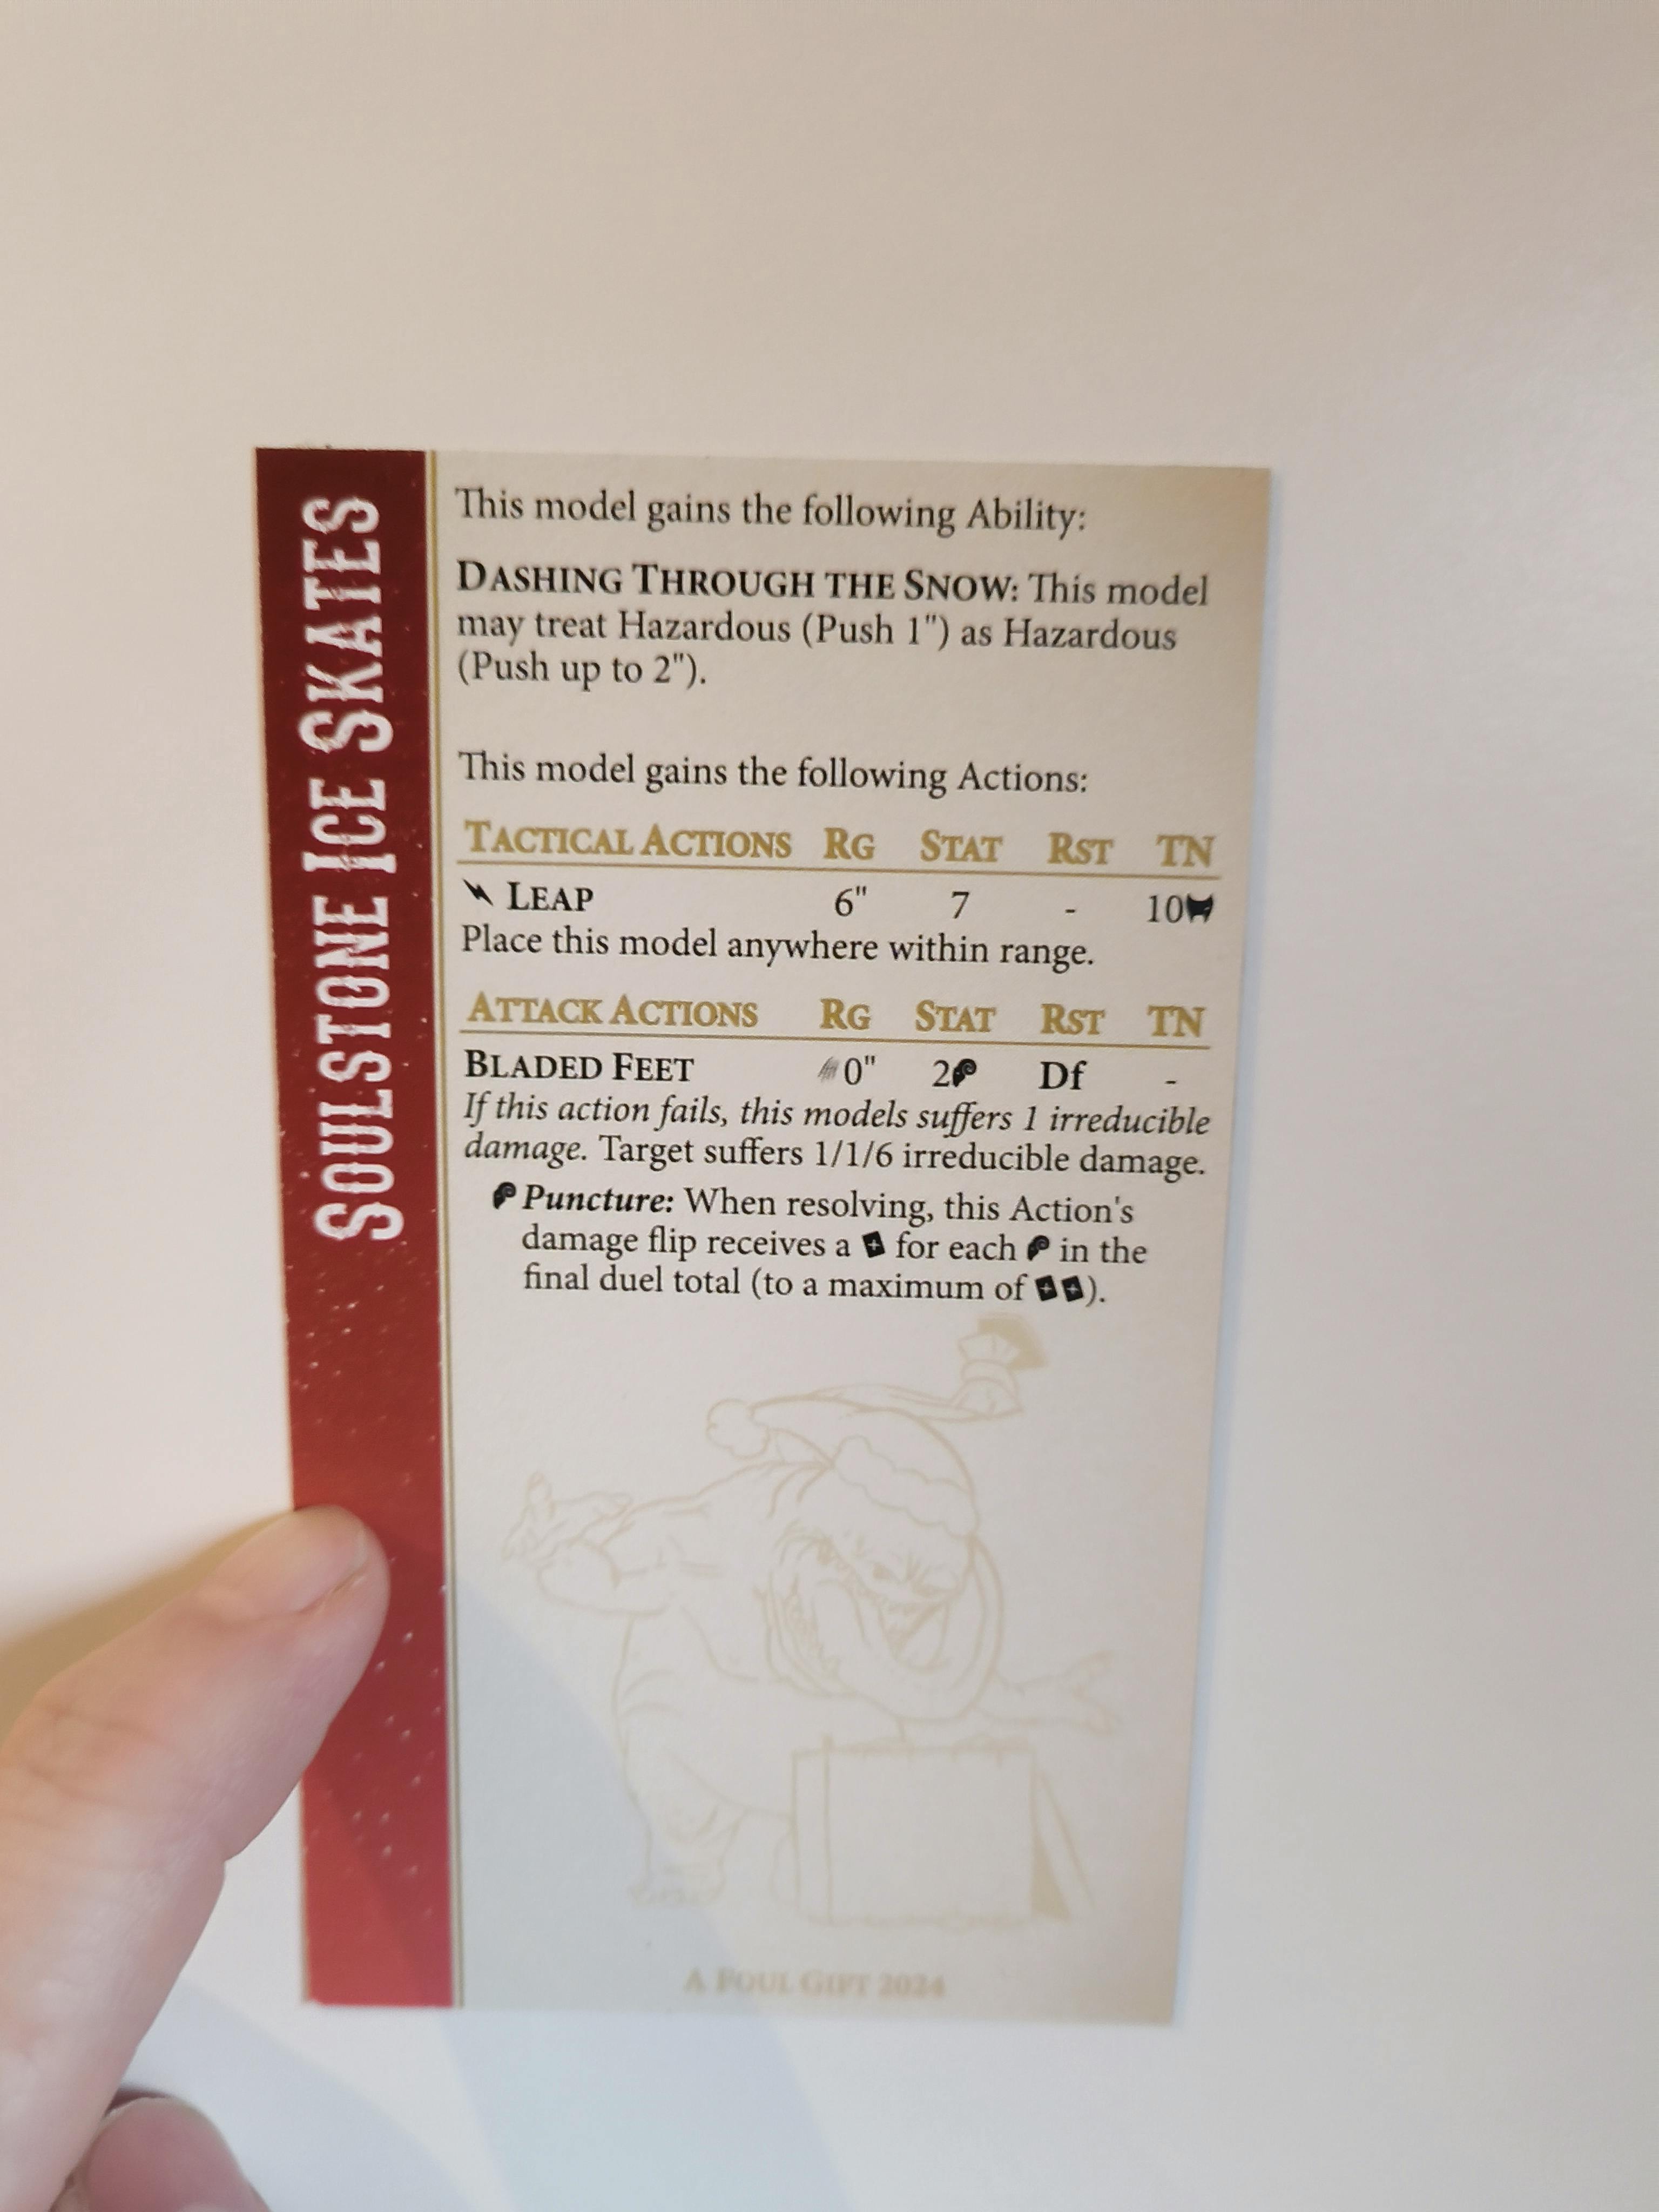 SOULSTONE ICE SKATES
This model gains the following Ability:
DASHING THROUGH THE SNOW: This model
may treat Hazardous (Push 1") as Hazardous
(Push up to 2").
This model gains the following Actions:
TACTICAL ACTIONS RG STAT RST TN
LEAP 6" 7 - 10
Place this model anywhere within range.
ATTACK ACTIONS RG STAT RST TN
BLADED FEET 0" 2 Df -
If this action fails, this models suffers 1 irreducible
damage. Target suffers 1/1/6 irreducible damage.
Puncture: When resolving, this Action's
damage flip receives a + for each in the
final duel total (to a maximum of ++).
A FOUL GIFT 2024